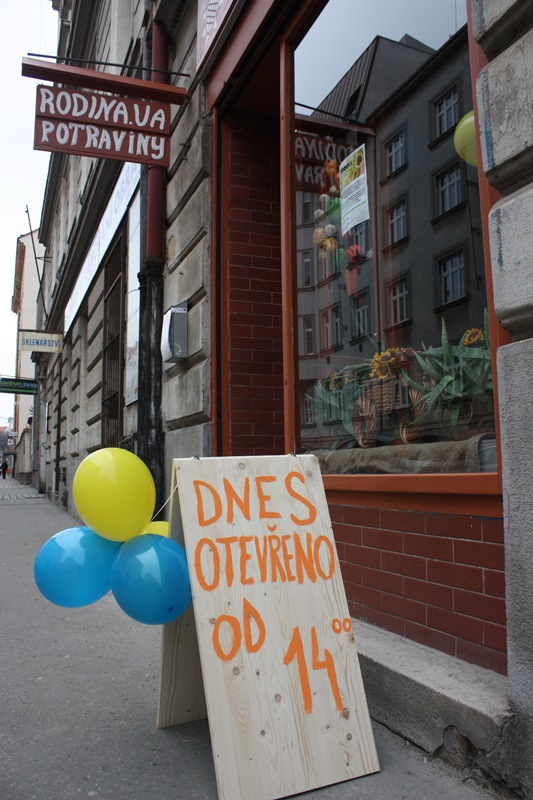 RODINA.UA
POTRAVINY
SKLENÁŘSTVÍ
DNES
OTEVŘENO
OD 14⁰⁰